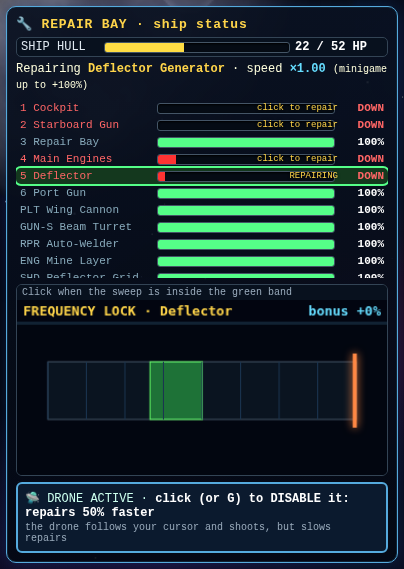 🔧 REPAIR BAY · ship status
SHIP HULL 22 / 52 HP
Repairing Deflector Generator · speed ×1.00 (minigame
up to +100%)
1 Cockpit click to repair DOWN
2 Starboard Gun click to repair DOWN
3 Repair Bay 100%
4 Main Engines click to repair DOWN
5 Deflector REPAIRING DOWN
6 Port Gun 100%
PLT Wing Cannon 100%
GUN-S Beam Turret 100%
RPR Auto-Welder 100%
ENG Mine Layer 100%
SHD Reflector Grid 100%
Click when the sweep is inside the green band
FREQUENCY LOCK · Deflector bonus +0%
🛸 DRONE ACTIVE · click (or G) to DISABLE it:
repairs 50% faster
the drone follows your cursor and shoots, but slows
repairs